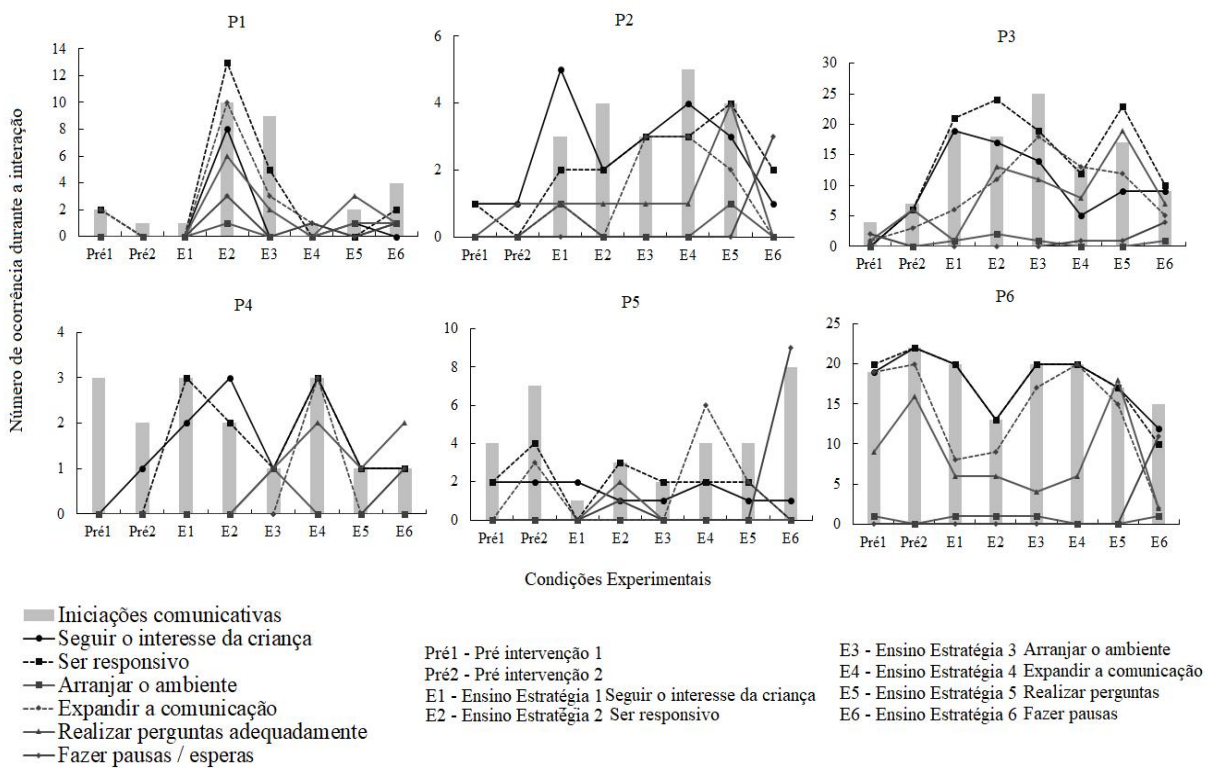 Número de ocorrência durante a interação
P1
14
12
10
8
6
4
2
0
Pré1 Pré2 E1 E2 E3 E4 E5 E6
P2
6
4
2
0
Pré1 Pré2 E1 E2 E3 E4 E5 E6
P3
30
25
20
15
10
5
0
Pré1 Pré2 E1 E2 E3 E4 E5 E6
P4
4
3
2
1
0
Pré1 Pré2 E1 E2 E3 E4 E5 E6
P5
10
8
6
4
2
0
Pré1 Pré2 E1 E2 E3 E4 E5 E6
P6
25
20
15
10
5
0
Pré1 Pré2 E1 E2 E3 E4 E5 E6
Condições Experimentais
Iniciações comunicativas
Seguir o interesse da criança
Ser responsivo
Arranjar o ambiente
Expandir a comunicação
Realizar perguntas adequadamente
Fazer pausas / esperas
Pré1 - Pré intervenção 1
Pré2 - Pré intervenção 2
E1 - Ensino Estratégia 1 Seguir o interesse da criança
E2 - Ensino Estratégia 2 Ser responsivo
E3 - Ensino Estratégia 3 Arranjar o ambiente
E4 - Ensino Estratégia 4 Expandir a comunicação
E5 - Ensino Estratégia 5 Realizar perguntas
E6 - Ensino Estratégia 6 Fazer pausas